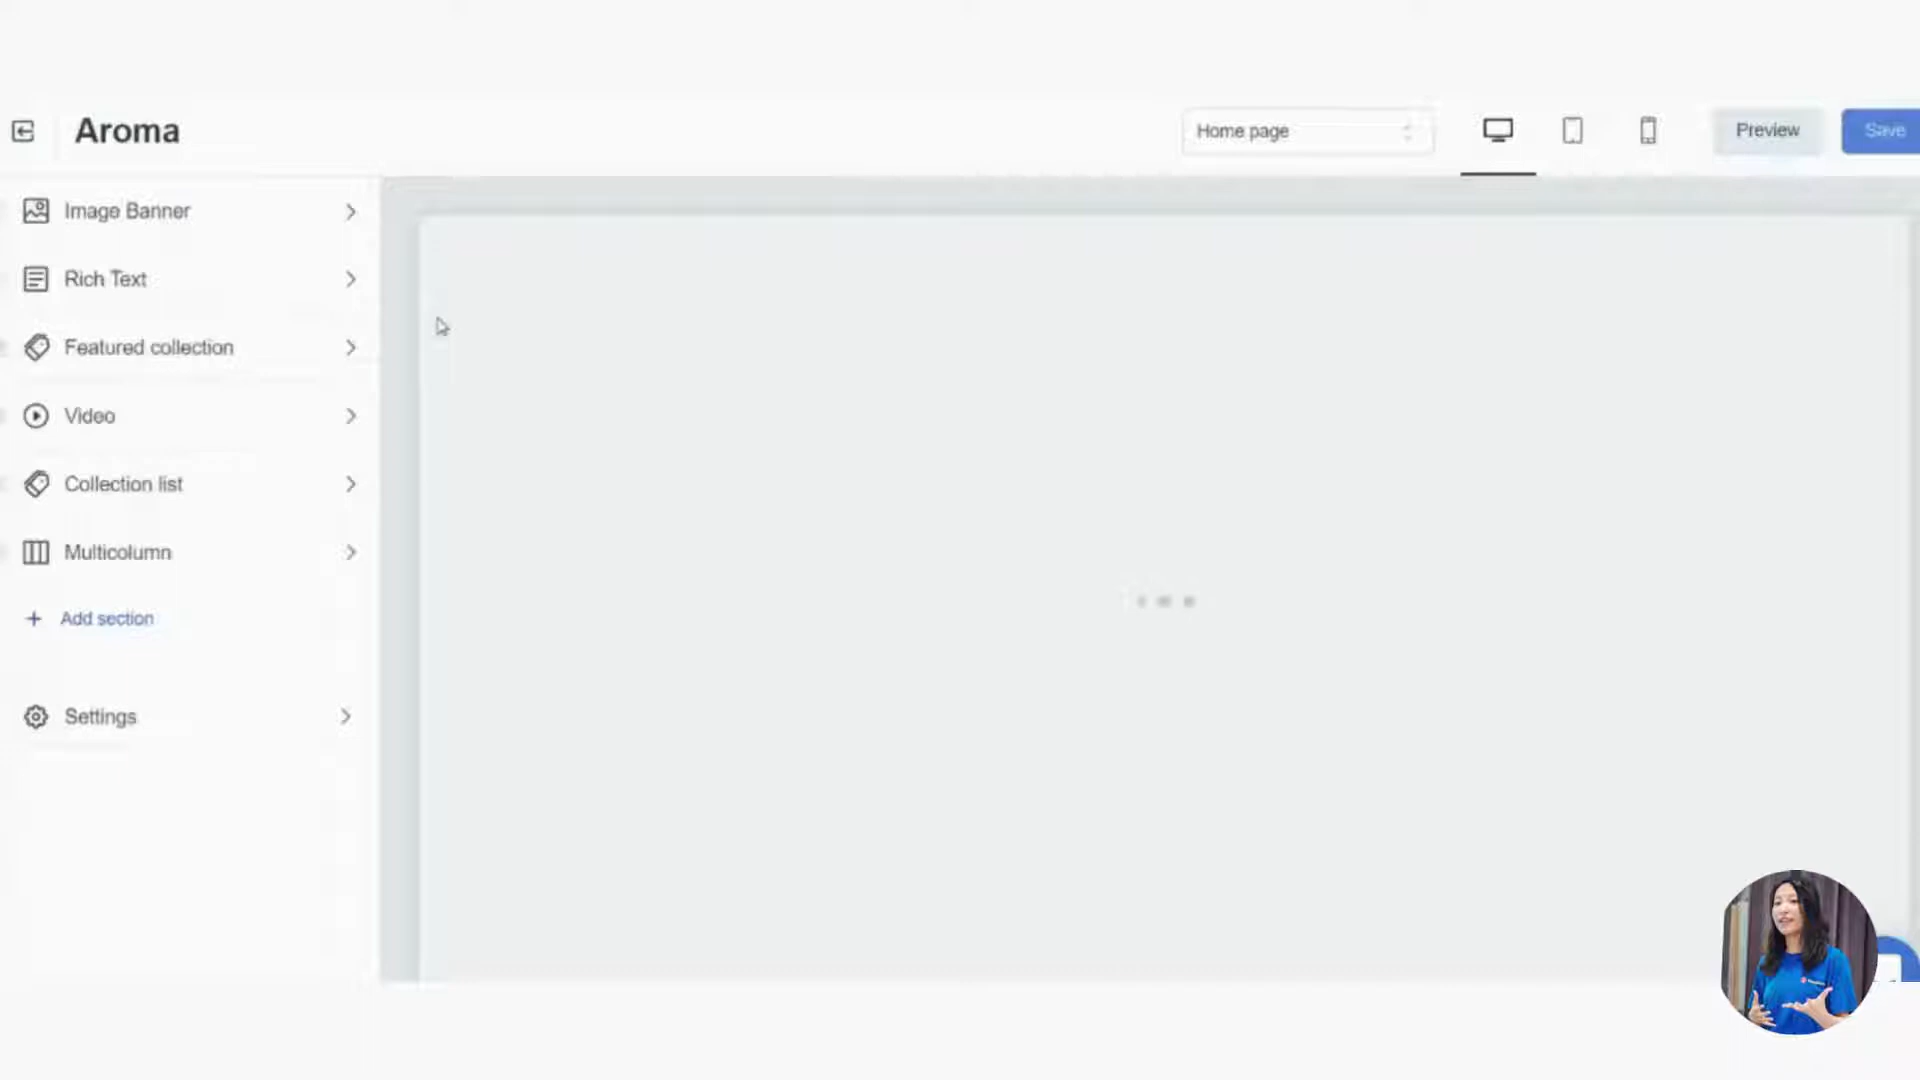 Aroma
Home page
Preview
Save
Image Banner
Rich Text
Featured collection
Video
Collection list
Multicolumn
+ Add section
Settings